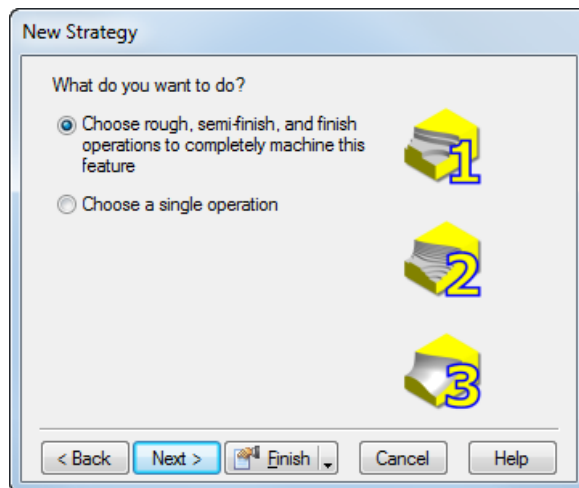 New Strategy
What do you want to do?
Choose rough, semi-finish, and finish
operations to completely machine this
feature
Choose a single operation
1
2
3
< Back
Next >
Finish
Cancel
Help